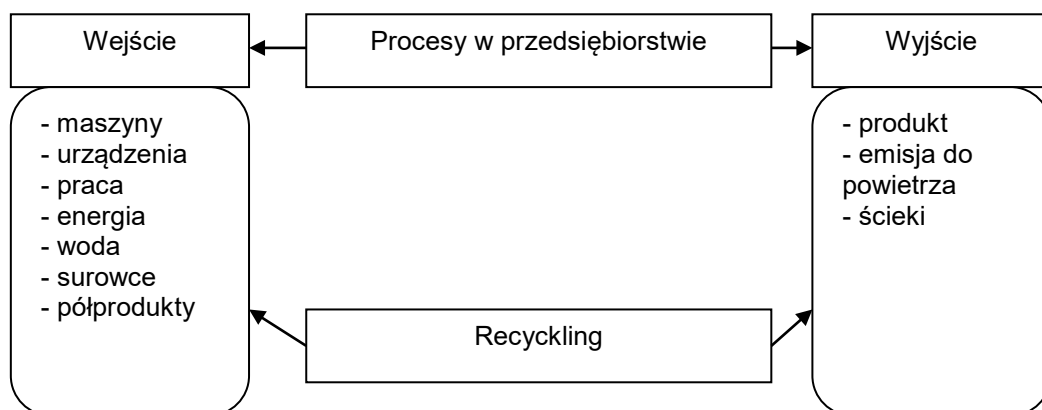 Wejście
Procesy w przedsiębiorstwie
Wyjście
- maszyny
- urządzenia
- praca
- energia
- woda
- surowce
- półprodukty
- produkt
- emisja do
powietrza
- ścieki
Recyckling